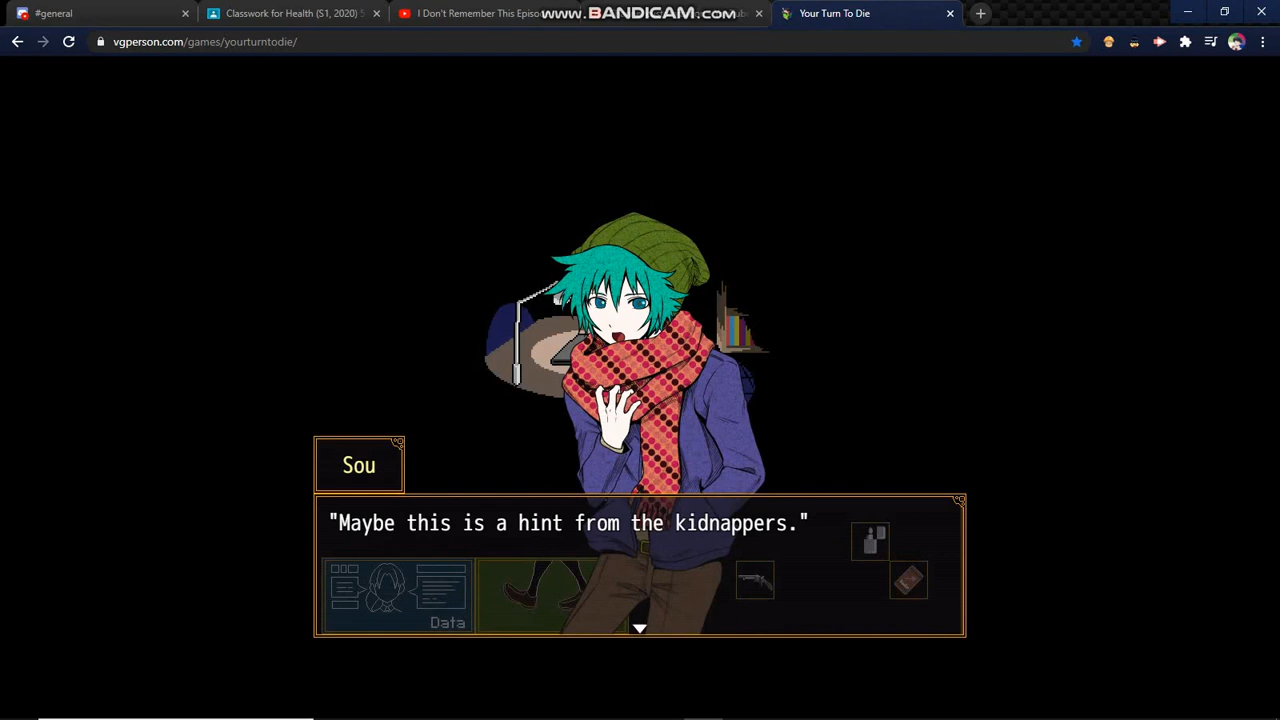 #general
Classwork for Health (S1, 2020) S
I Don't Remember This Episo
www.BANDICAM.com
Your Turn To Die
vgperson.com/games/yourturntodie/
Sou
"Maybe this is a hint from the kidnappers."
Data